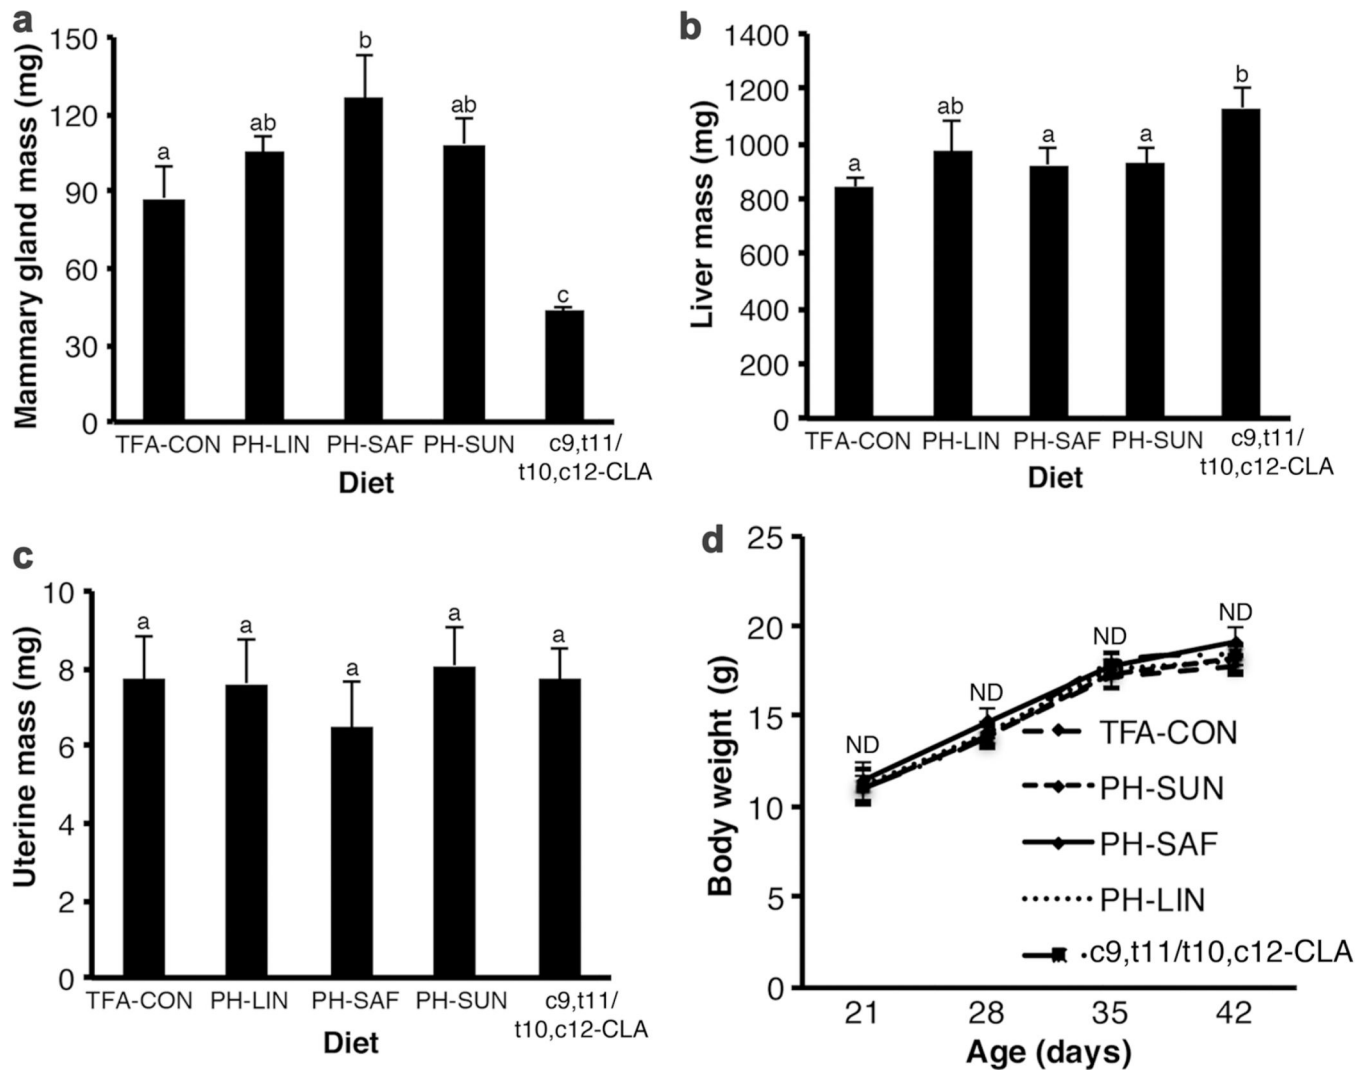 a
150
120
90
60
30
0
Mammary gland mass (mg)
a
ab
b
ab
c
TFA-CON PH-LIN PH-SAF PH-SUN c9,t11/
t10,c12-CLA
Diet
b
1400
1200
1000
800
600
400
200
0
Liver mass (mg)
a
ab
a
a
b
TFA-CON PH-LIN PH-SAF PH-SUN c9,t11/
t10,c12-CLA
Diet
c
10
8
6
4
2
0
Uterine mass (mg)
a
a
a
a
a
TFA-CON PH-LIN PH-SAF PH-SUN c9,t11/
t10,c12-CLA
Diet
d
25
20
15
10
5
0
Body weight (g)
ND
ND
ND
ND
TFA-CON
PH-SUN
PH-SAF
PH-LIN
c9,t11/t10,c12-CLA
21 28 35 42
Age (days)